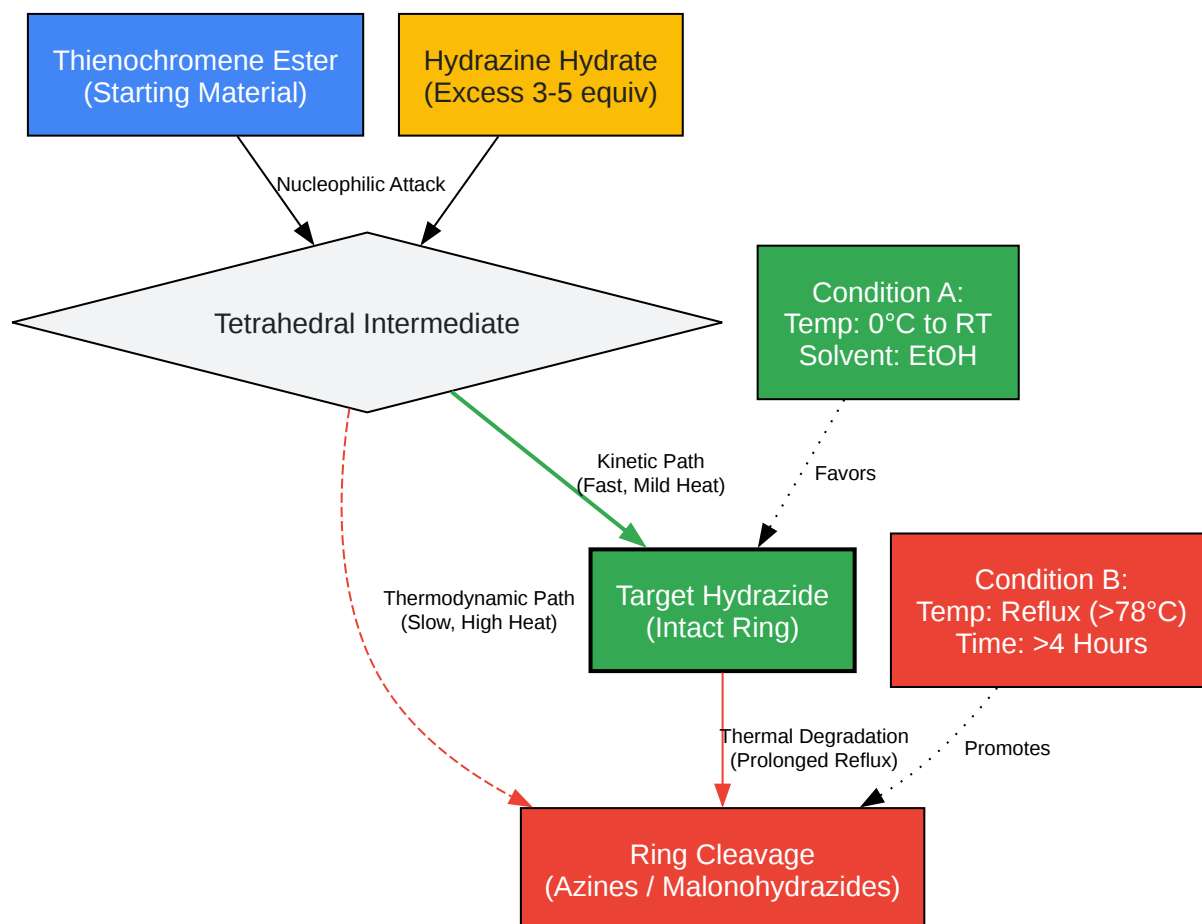 Thienochromene Ester
(Starting Material)
Hydrazine Hydrate
(Excess 3-5 equiv)
Nucleophilic Attack
Tetrahedral Intermediate
Condition A:
Temp: 0°C to RT
Solvent: EtOH
Kinetic Path
(Fast, Mild Heat)
Favors
Thermodynamic Path
(Slow, High Heat)
Target Hydrazide
(Intact Ring)
Condition B:
Temp: Reflux (>78°C)
Time: >4 Hours
Thermal Degradation
(Prolonged Reflux)
Promotes
Ring Cleavage
(Azines / Malonohydrazides)